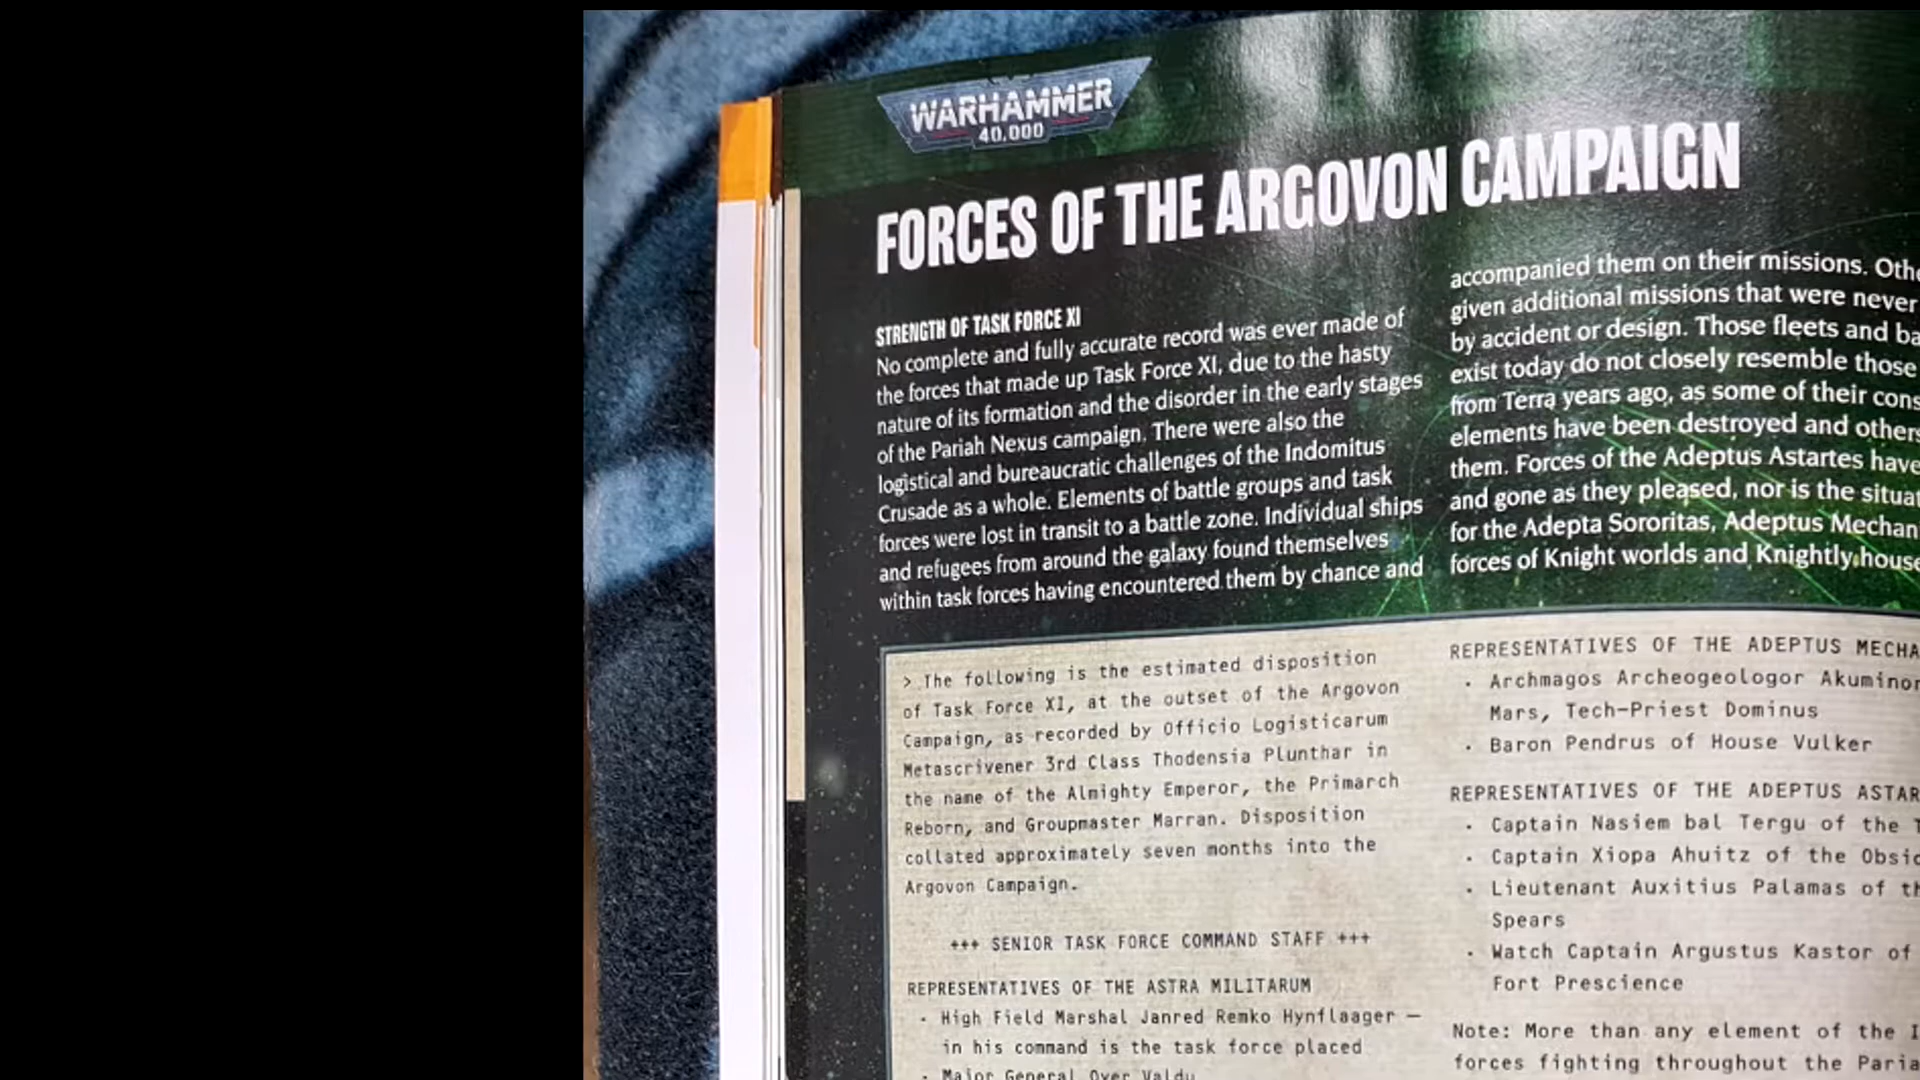 WARHAMMER
40,000
FORCES OF THE ARGOVON CAMPAIGN
STRENGTH OF TASK FORCE XI
No complete and fully accurate record was ever made of
the forces that made up Task Force XI, due to the hasty
nature of its formation and the disorder in the early stages
of the Pariah Nexus campaign. There were also the
logistical and bureaucratic challenges of the Indomitus
Crusade as a whole. Elements of battle groups and task
forces were lost in transit to a battle zone. Individual ships
and refugees from around the galaxy found themselves
within task forces having encountered them by chance and
accompanied them on their missions. Othe
given additional missions that were never
by accident or design. Those fleets and ba
exist today do not closely resemble those
from Terra years ago, as some of their cons
elements have been destroyed and others
them. Forces of the Adeptus Astartes have
and gone as they pleased, nor is the situat
for the Adepta Sororitas, Adeptus Mechan
forces of Knight worlds and Knightly house
> The following is the estimated disposition
of Task Force XI, at the outset of the Argovon
Campaign, as recorded by Officio Logisticarum
Metascrivener 3rd Class Thodensia Plunthar in
the name of the Almighty Emperor, the Primarch
Reborn, and Groupmaster Marran. Disposition
collated approximately seven months into the
Argovon Campaign.
+++ SENIOR TASK FORCE COMMAND STAFF +++
REPRESENTATIVES OF THE ASTRA MILITARUM
· High Field Marshal Janred Remko Hynflaager —
in his command is the task force placed
· Major General Over Valdu
REPRESENTATIVES OF THE ADEPTUS MECHA
· Archmagos Archeogeologor Akuminor
Mars, Tech-Priest Dominus
· Baron Pendrus of House Vulker
REPRESENTATIVES OF THE ADEPTUS ASTAR
· Captain Nasiem bal Tergu of the T
· Captain Xiopa Ahuitz of the Obsid
· Lieutenant Auxitius Palamas of th
Spears
· Watch Captain Argustus Kastor of
Fort Prescience
Note: More than any element of the I
forces fighting throughout the Paria